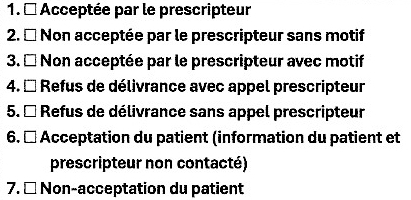 1. ☐ Acceptée par le prescripteur
2. ☐ Non acceptée par le prescripteur sans motif
3. ☐ Non acceptée par le prescripteur avec motif
4. ☐ Refus de délivrance avec appel prescripteur
5. ☐ Refus de délivrance sans appel prescripteur
6. ☐ Acceptation du patient (information du patient et
prescripteur non contacté)
7. ☐ Non-acceptation du patient